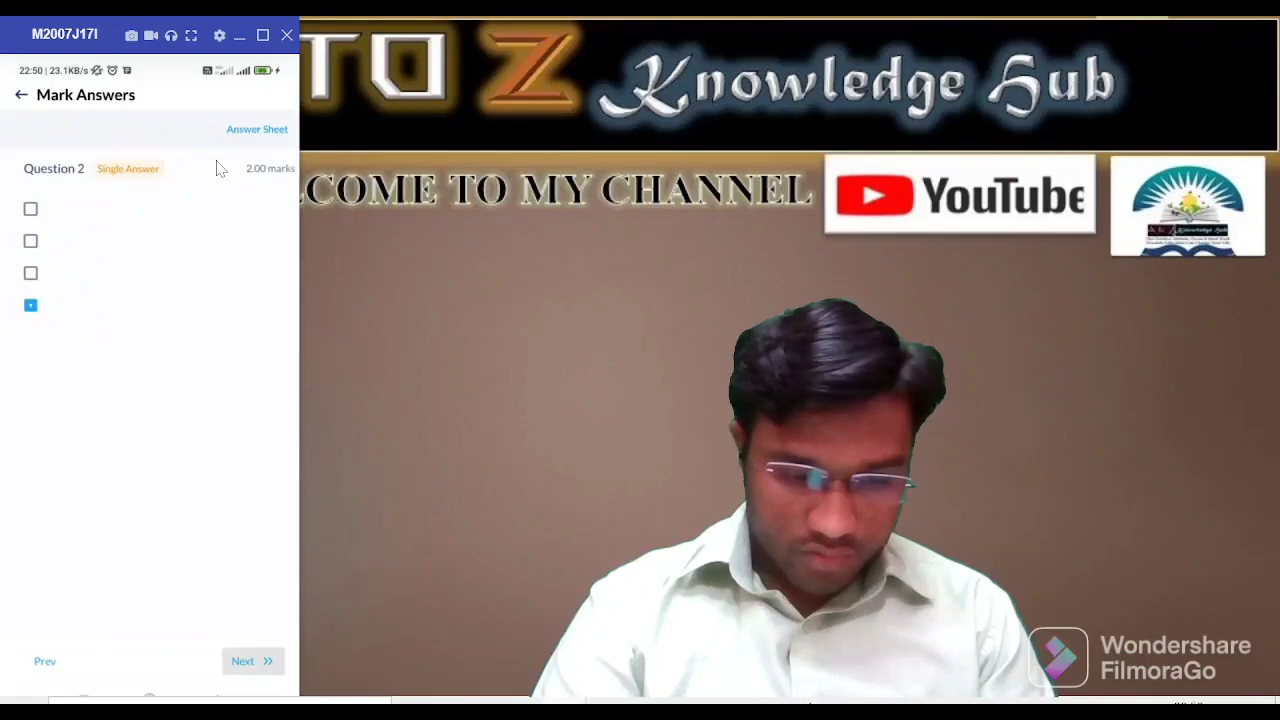 M2007J17I
22:50 | 23.1KB/s
Mark Answers
Answer Sheet
Question 2 Single Answer 2.00 marks
Prev
Next
TO Z Knowledge Hub
LCOME TO MY CHANNEL
YouTube
Wondershare
FilmoraGo